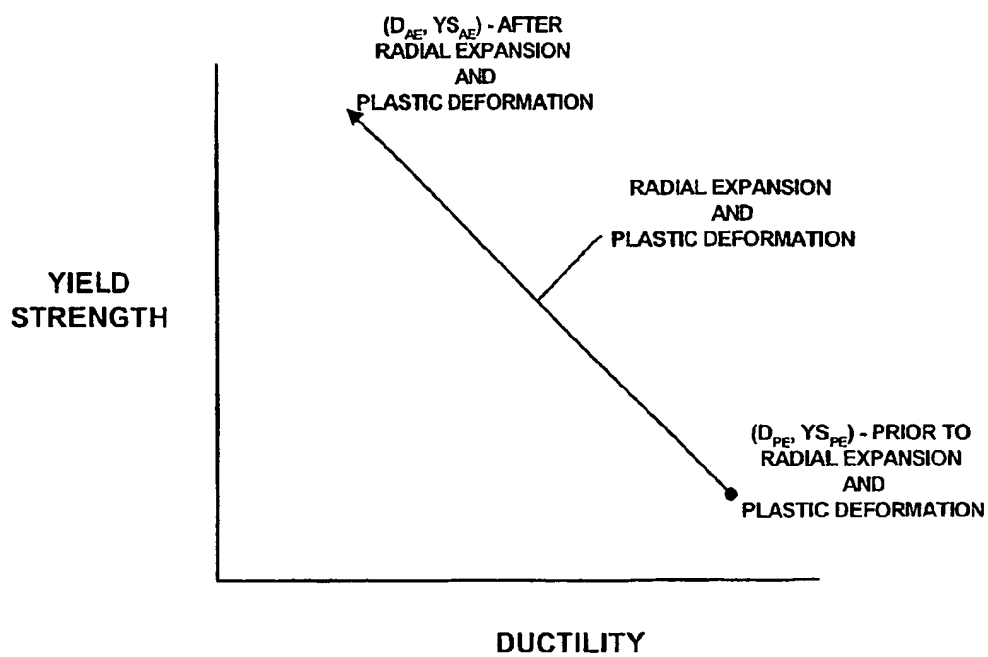 (D_AE, YS_AE) - AFTER
RADIAL EXPANSION
AND
PLASTIC DEFORMATION
RADIAL EXPANSION
AND
PLASTIC DEFORMATION
YIELD
STRENGTH
(D_PE, YS_PE) - PRIOR TO
RADIAL EXPANSION
AND
PLASTIC DEFORMATION
DUCTILITY